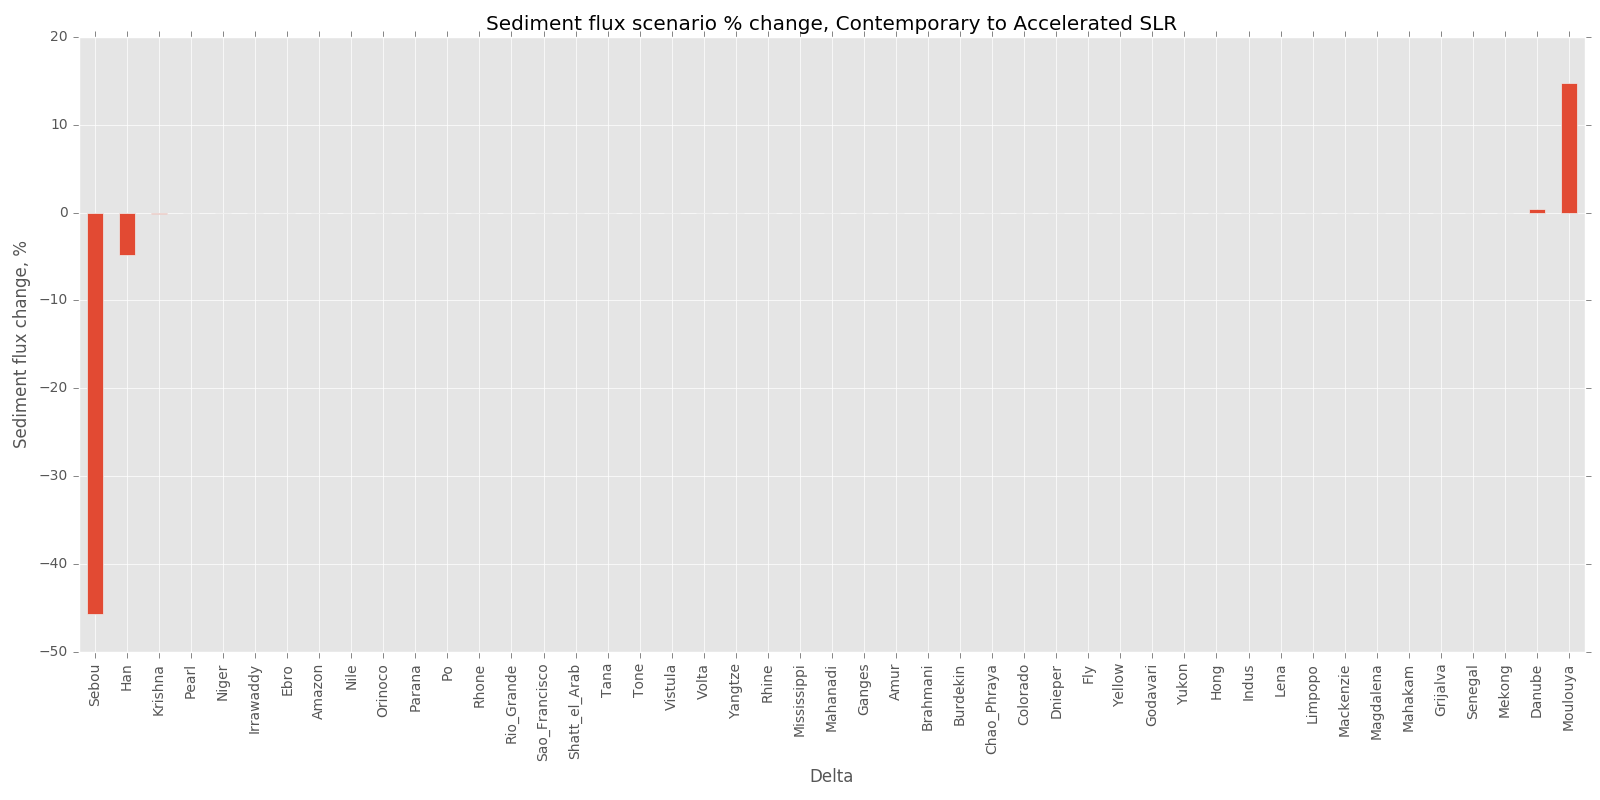 Sediment flux scenario % change, Contemporary to Accelerated SLR
20
10
0
−10
−20
−30
−40
−50
Sediment flux change, %
Sebou
Han
Krishna
Pearl
Niger
Irrawaddy
Ebro
Amazon
Nile
Orinoco
Parana
Po
Rhone
Rio_Grande
Sao_Francisco
Shatt_el_Arab
Tana
Tone
Vistula
Volta
Yangtze
Rhine
Mississippi
Mahanadi
Ganges
Amur
Brahmani
Burdekin
Chao_Phraya
Colorado
Dnieper
Fly
Yellow
Godavari
Yukon
Hong
Indus
Lena
Limpopo
Mackenzie
Magdalena
Mahakam
Grijalva
Senegal
Mekong
Danube
Moulouya
Delta